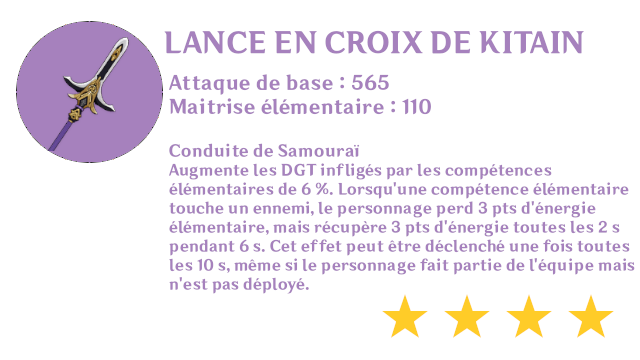 LANCE EN CROIX DE KITAIN
Attaque de base : 565
Maitrise élémentaire : 110
Conduite de Samouraï
Augmente les DGT infligés par les compétences
élémentaires de 6 %. Lorsqu'une compétence élémentaire
touche un ennemi, le personnage perd 3 pts d'énergie
élémentaire, mais récupère 3 pts d'énergie toutes les 2 s
pendant 6 s. Cet effet peut être déclenché une fois toutes
les 10 s, même si le personnage fait partie de l'équipe mais
n'est pas déployé.